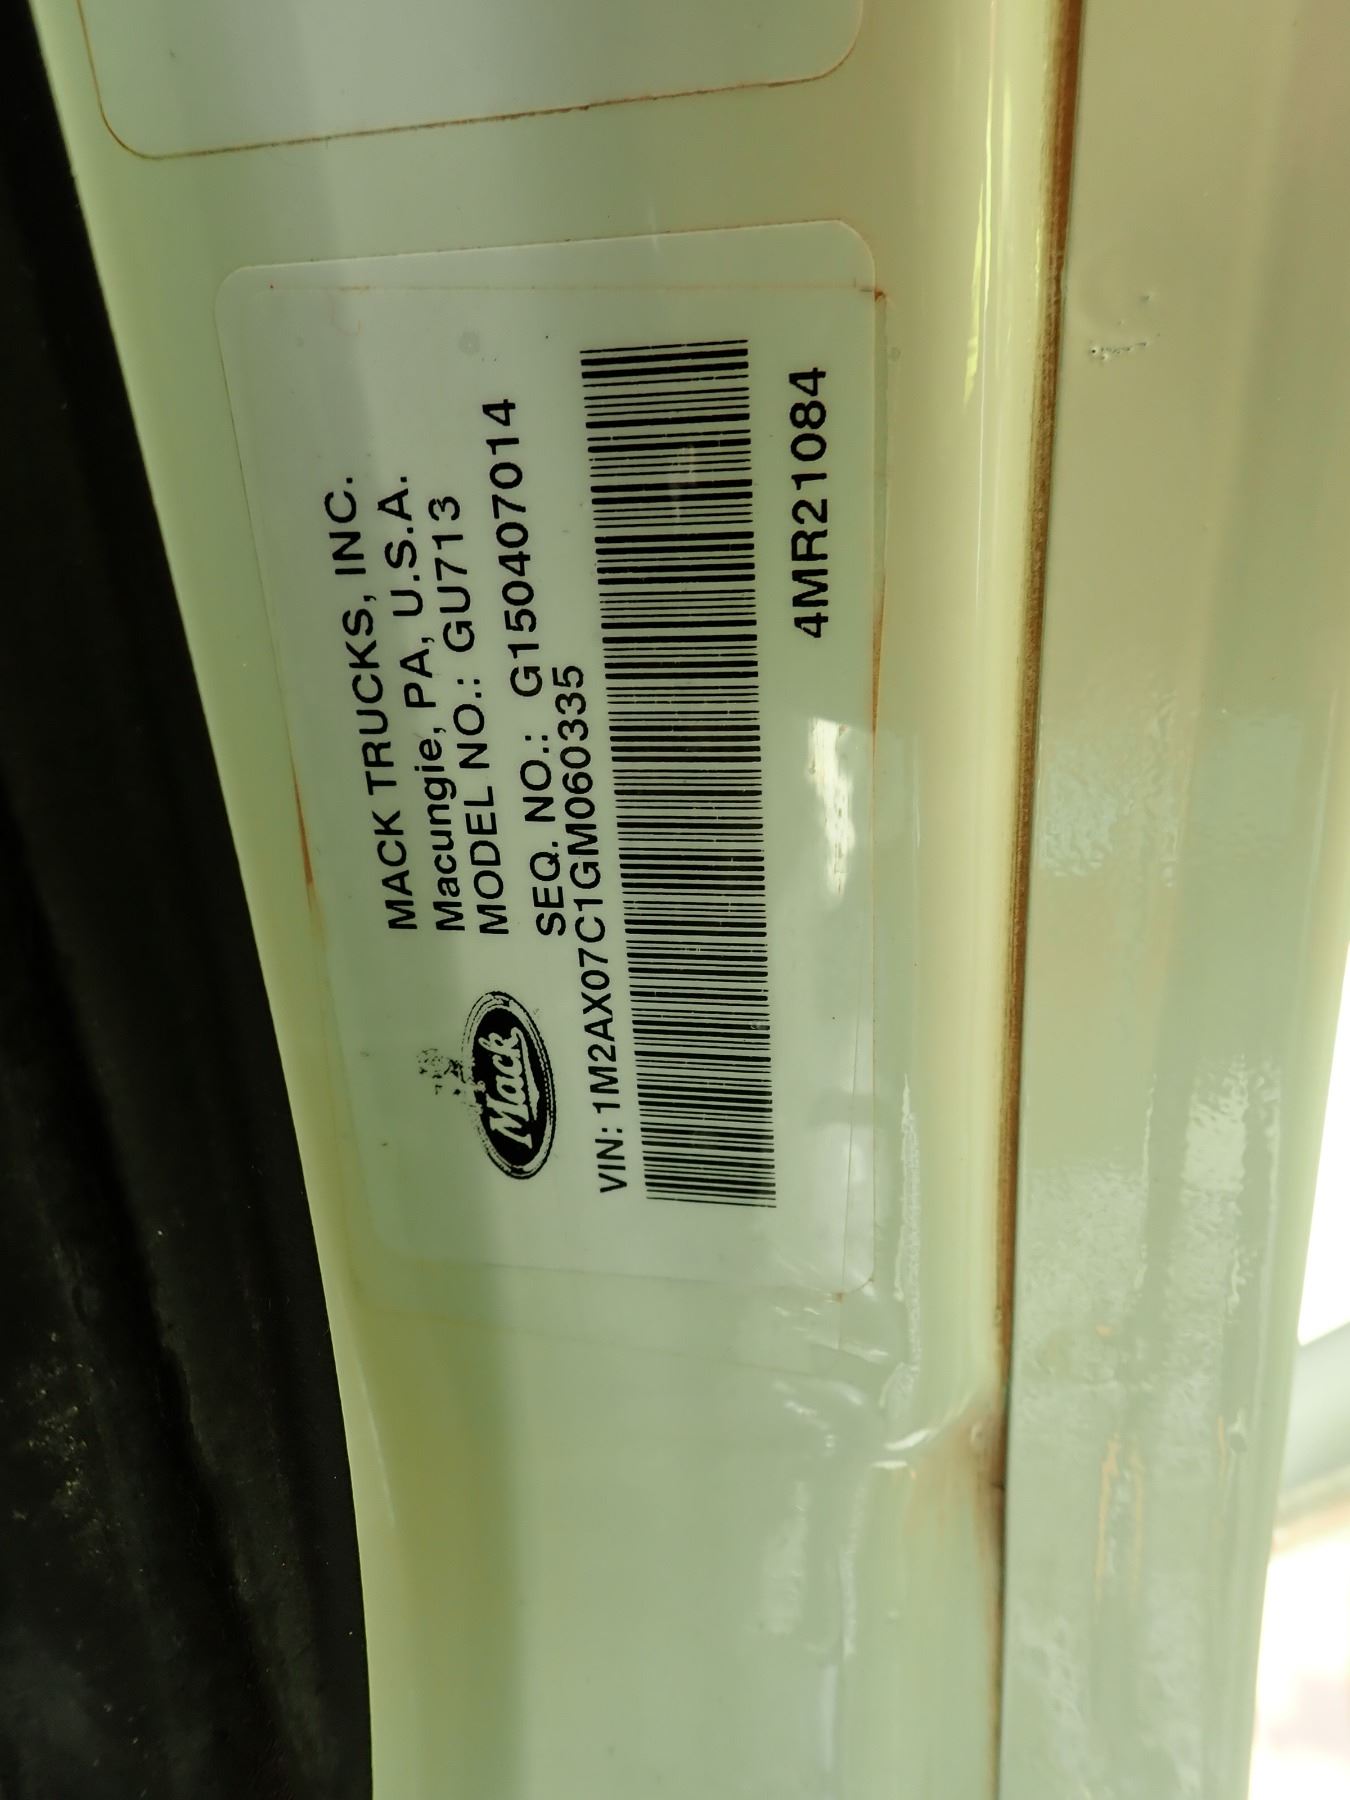 MACK TRUCKS, INC.
Macungie, PA, U.S.A.
MODEL NO.: GU713
SEQ. NO.: G150407014
Mack
VIN: 1M2AX07C1GM060335
4MR21084